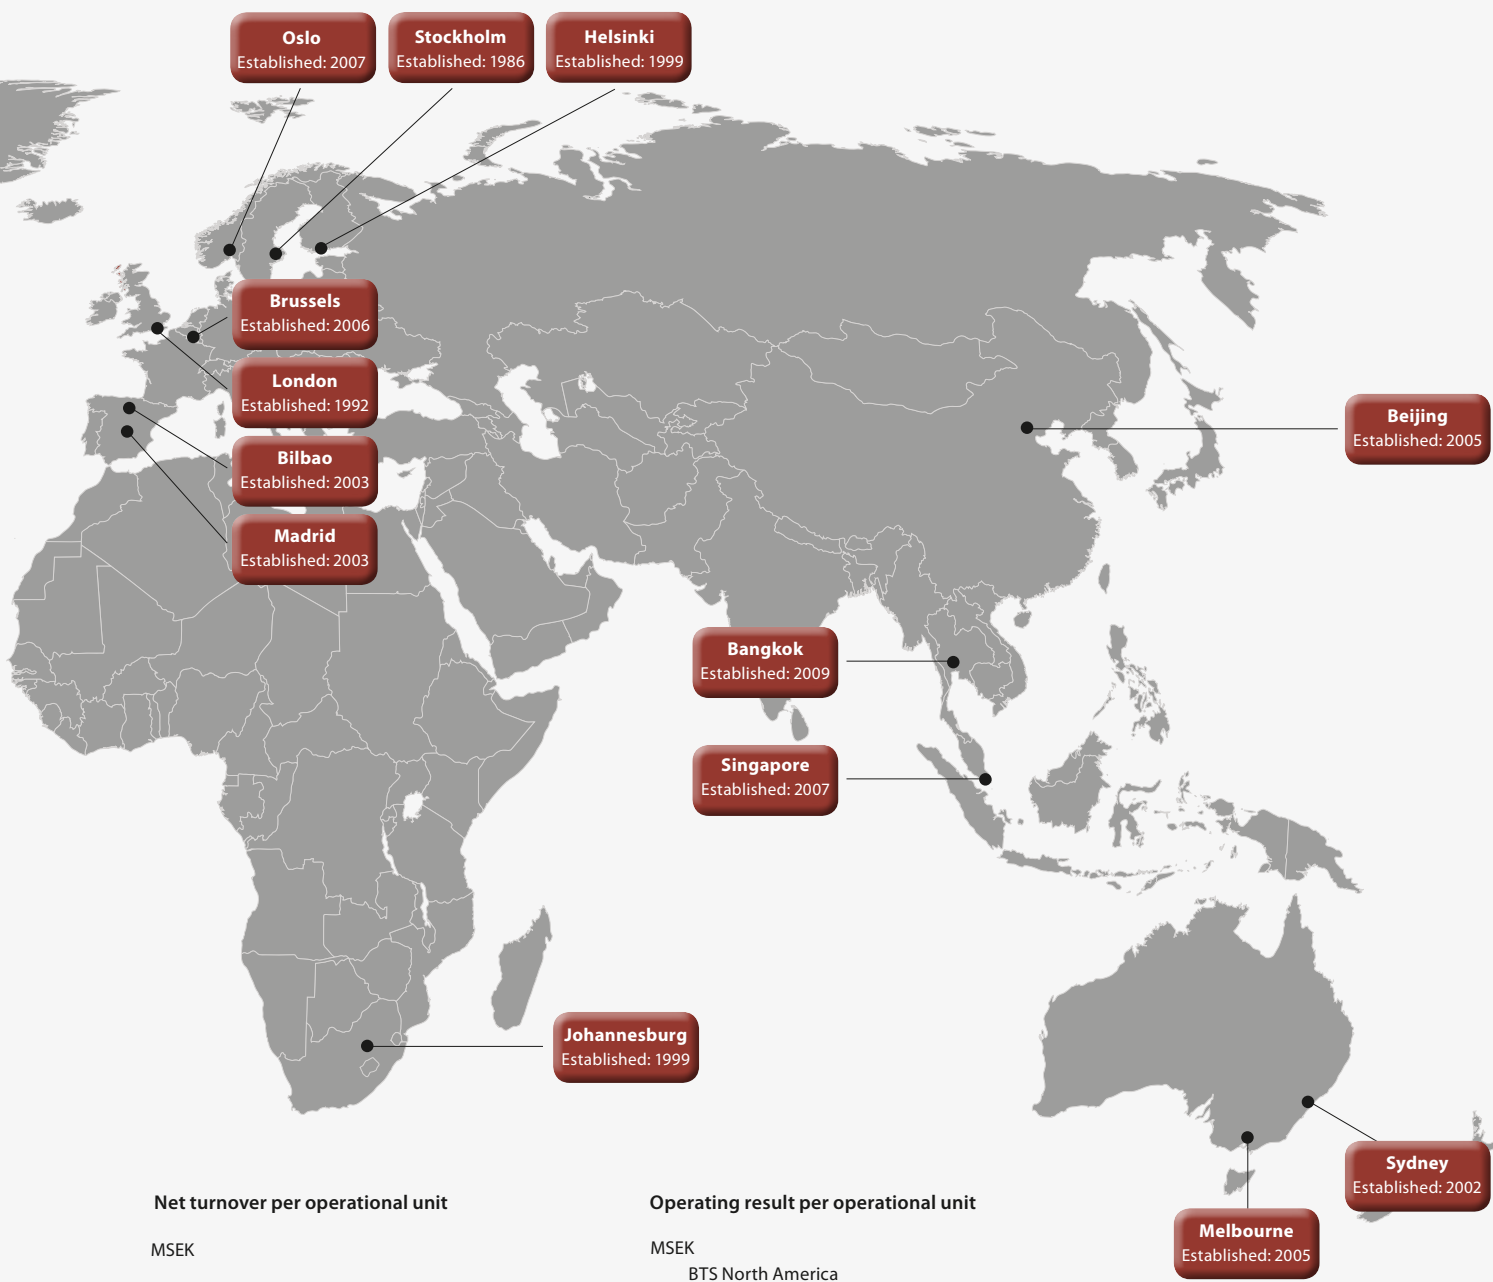 Oslo
Established: 2007
Stockholm
Established: 1986
Helsinki
Established: 1999
Brussels
Established: 2006
London
Established: 1992
Bilbao
Established: 2003
Madrid
Established: 2003
Beijing
Established: 2005
Bangkok
Established: 2009
Singapore
Established: 2007
Johannesburg
Established: 1999
Sydney
Established: 2002
Melbourne
Established: 2005
Net turnover per operational unit
MSEK
Operating result per operational unit
MSEK
BTS North America